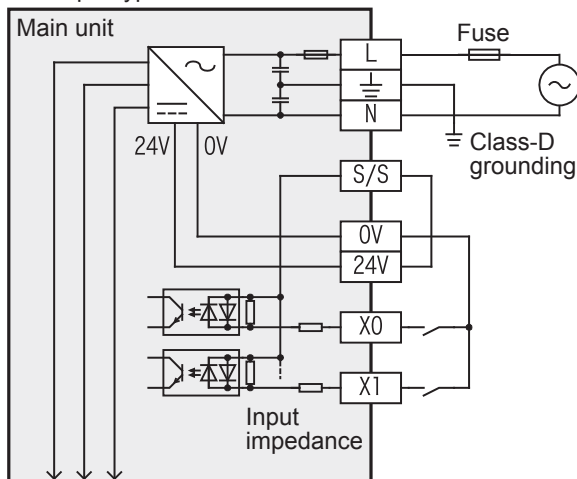 Main unit
L
Fuse
N
24V
0V
Class-D
grounding
S/S
0V
24V
X0
X1
Input
impedance